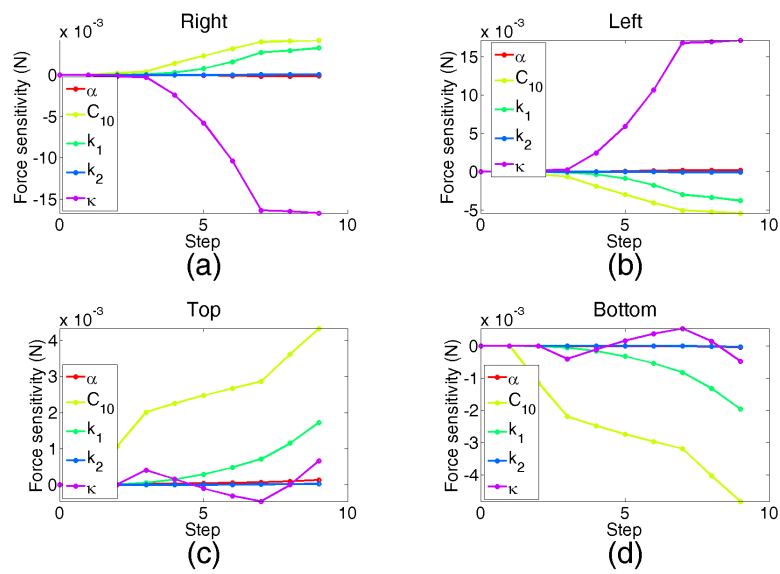 Right
x 10⁻³
Force sensitivity (N)
0
-5
-10
-15
α
C₁₀
k₁
k₂
κ
0 5 10
Step
(a)
Left
x 10⁻³
Force sensitivity (N)
15
10
5
0
-5
α
C₁₀
k₁
k₂
κ
0 5 10
Step
(b)
Top
x 10⁻³
Force sensitivity (N)
4
3
2
1
0
α
C₁₀
k₁
k₂
κ
0 5 10
Step
(c)
Bottom
x 10⁻³
Force sensitivity (N)
0
-1
-2
-3
-4
α
C₁₀
k₁
k₂
κ
0 5 10
Step
(d)